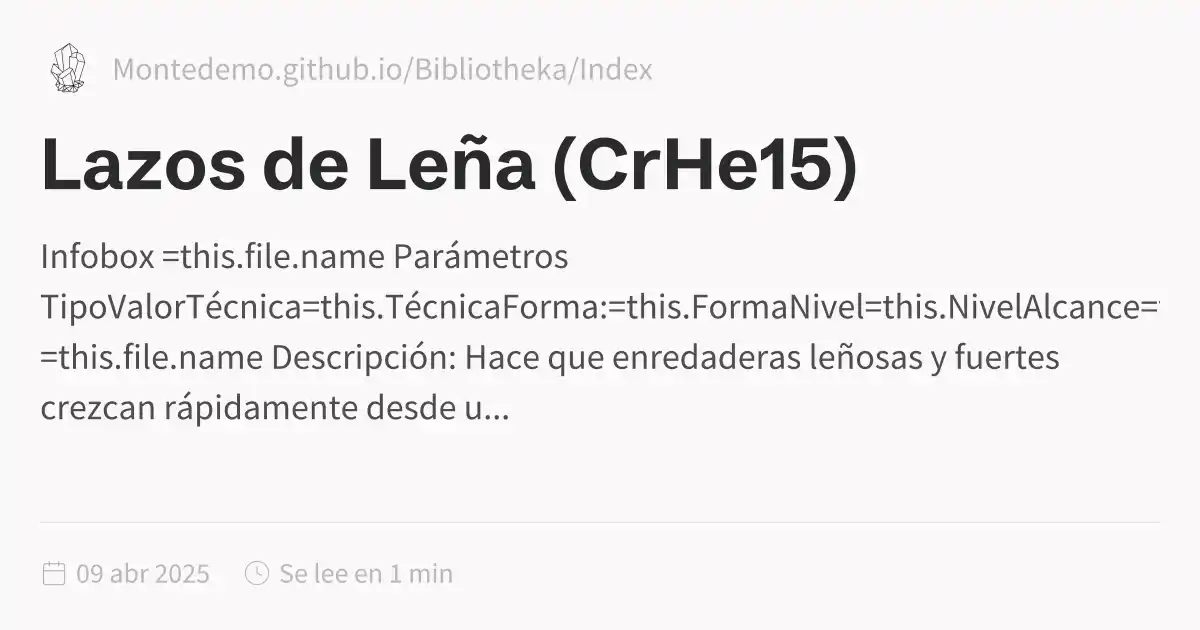 Montedemo.github.io/Bibliotheka/Index
Lazos de Leña (CrHe15)
Infobox =this.file.name Parámetros
TipoValorTécnica=this.TécnicaForma:=this.FormaNivel=this.NivelAlcance=
=this.file.name Descripción: Hace que enredaderas leñosas y fuertes
crezcan rápidamente desde u...
09 abr 2025 Se lee en 1 min